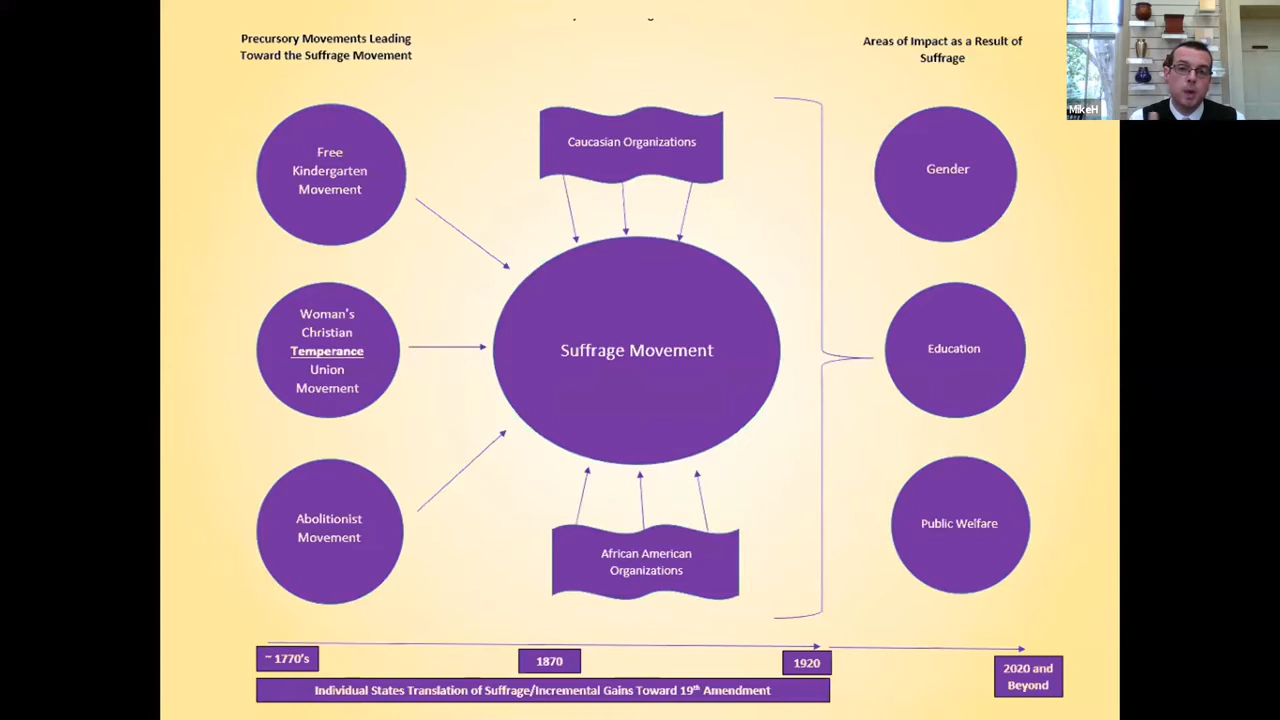 Precursory Movements Leading
Toward the Suffrage Movement
Areas of Impact as a Result of
Suffrage
MikeH
Free
Kindergarten
Movement
Caucasian Organizations
Gender
Woman's
Christian
Temperance
Union
Movement
Suffrage Movement
Education
Abolitionist
Movement
African American
Organizations
Public Welfare
~ 1770's
1870
1920
2020 and
Beyond
Individual States Translation of Suffrage/Incremental Gains Toward 19th Amendment